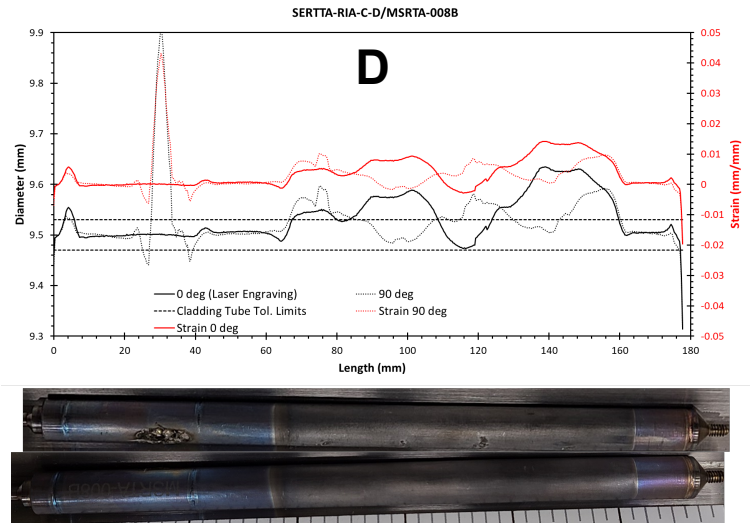 SERTTA-RIA-C-D/MSRTA-008B
D
9.9
9.8
9.7
9.6
9.5
9.4
9.3
Diameter (mm)
0.05
0.04
0.03
0.02
0.01
0
-0.01
-0.02
-0.03
-0.04
-0.05
Strain (mm/mm)
0 deg (Laser Engraving)
90 deg
Cladding Tube Tol. Limits
Strain 90 deg
Strain 0 deg
0 20 40 60 80 100 120 140 160 180
Length (mm)